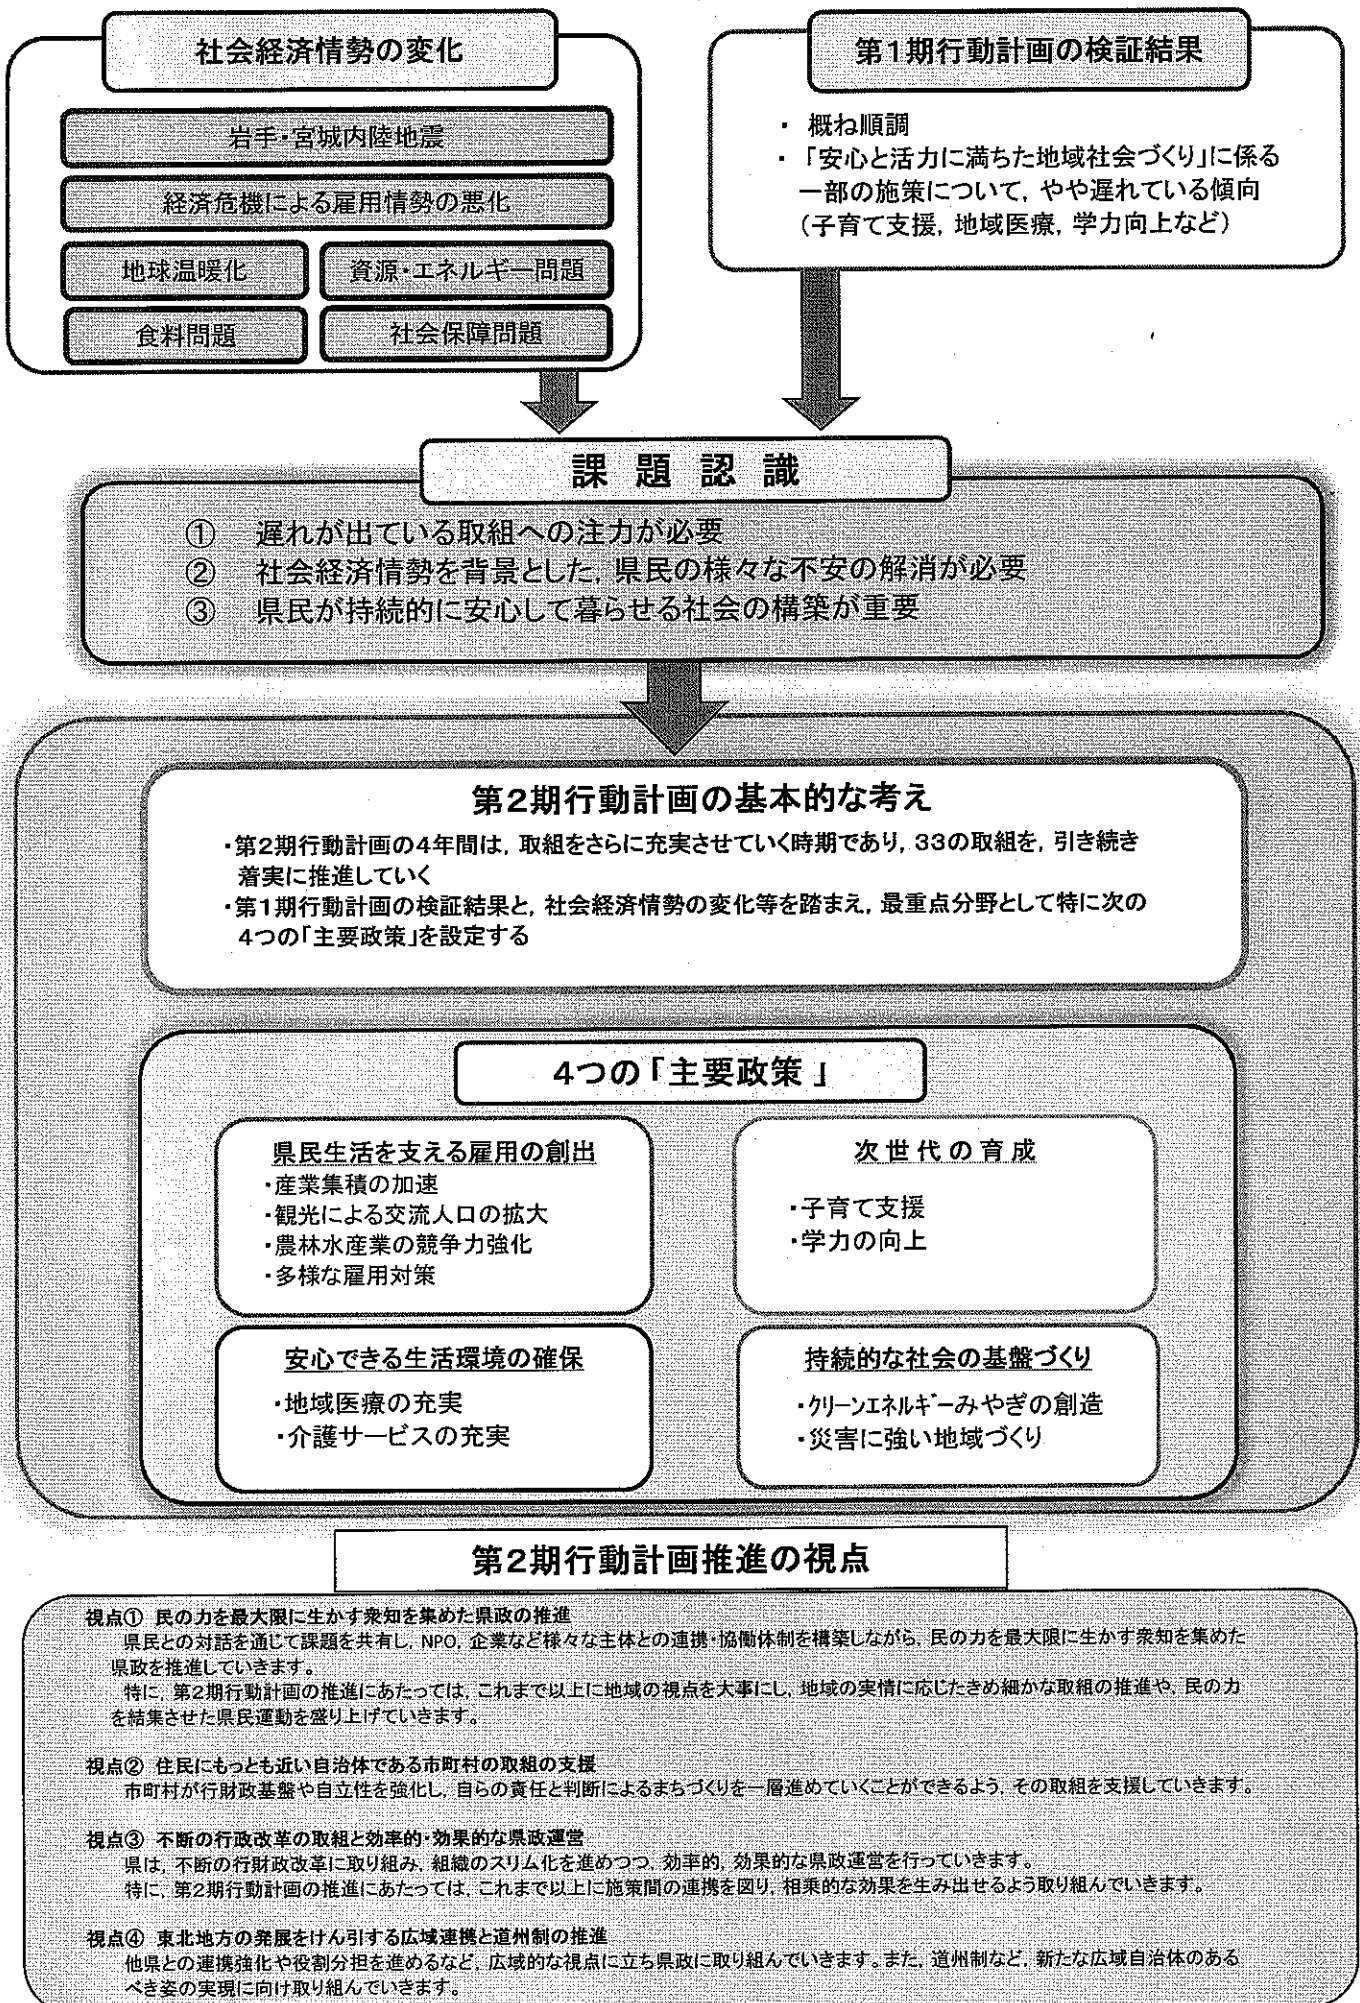 社会経済情勢の変化
岩手・宮城内陸地震
経済危機による雇用情勢の悪化
地球温暖化
資源・エネルギー問題
食料問題
社会保障問題
第1期行動計画の検証結果
・ 概ね順調
・ 「安心と活力に満ちた地域社会づくり」に係る
一部の施策について，やや遅れている傾向
（子育て支援，地域医療，学力向上など）
課 題 認 識
① 遅れが出ている取組への注力が必要
② 社会経済情勢を背景とした，県民の様々な不安の解消が必要
③ 県民が持続的に安心して暮らせる社会の構築が重要
第2期行動計画の基本的な考え
・第2期行動計画の4年間は，取組をさらに充実させていく時期であり，33の取組を，引き続き
着実に推進していく
・第1期行動計画の検証結果と，社会経済情勢の変化等を踏まえ，最重点分野として特に次の
4つの「主要政策」を設定する
4つの「主要政策」
県民生活を支える雇用の創出
・産業集積の加速
・観光による交流人口の拡大
・農林水産業の競争力強化
・多様な雇用対策
次世代の育成
・子育て支援
・学力の向上
安心できる生活環境の確保
・地域医療の充実
・介護サービスの充実
持続的な社会の基盤づくり
・ｸﾘｰﾝｴﾈﾙｷﾞｰみやぎの創造
・災害に強い地域づくり
第2期行動計画推進の視点
視点① 民の力を最大限に生かす衆知を集めた県政の推進
県民との対話を通じて課題を共有し，NPO，企業など様々な主体との連携・協働体制を構築しながら，民の力を最大限に生かす衆知を集めた
県政を推進していきます。
特に，第2期行動計画の推進にあたっては，これまで以上に地域の視点を大事にし，地域の実情に応じたきめ細かな取組の推進や，民の力
を結集させた県民運動を盛り上げていきます。
視点② 住民にもっとも近い自治体である市町村の取組の支援
市町村が行財政基盤や自立性を強化し，自らの責任と判断によるまちづくりを一層進めていくことができるよう，その取組を支援していきます。
視点③ 不断の行政改革の取組と効率的・効果的な県政運営
県は，不断の行財政改革に取り組み，組織のスリム化を進めつつ，効率的，効果的な県政運営を行っていきます。
特に，第2期行動計画の推進にあたっては，これまで以上に施策間の連携を図り，相乗的な効果を生み出せるよう取り組んでいきます。
視点④ 東北地方の発展をけん引する広域連携と道州制の推進
他県との連携強化や役割分担を進めるなど，広域的な視点に立ち県政に取り組んでいきます。また，道州制など，新たな広域自治体のある
べき姿の実現に向け取り組んでいきます。